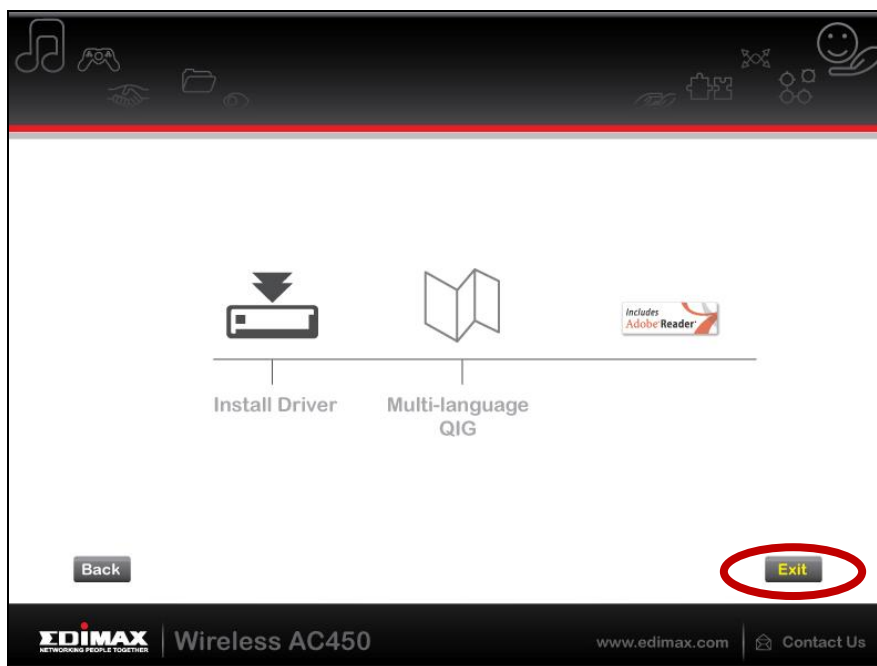 Includes
Adobe Reader
Install Driver
Multi-language
QIG
Back
Exit
EDIMAX
NETWORKING PEOPLE TOGETHER
Wireless AC450
www.edimax.com
Contact Us